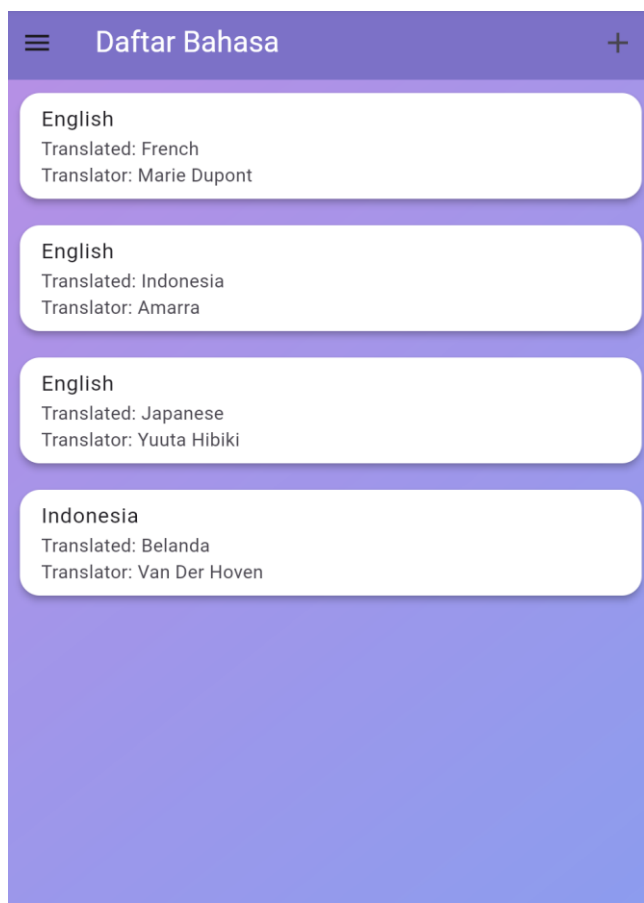 Daftar Bahasa
English
Translated: French
Translator: Marie Dupont
English
Translated: Indonesia
Translator: Amarra
English
Translated: Japanese
Translator: Yuuta Hibiki
Indonesia
Translated: Belanda
Translator: Van Der Hoven